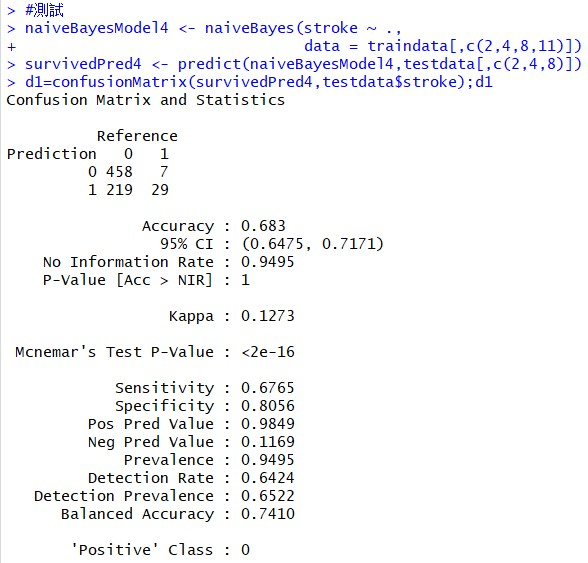 > #測試
> naiveBayesModel4 <- naiveBayes(stroke ~ .,
+                                data = traindata[,c(2,4,8,11)])
> survivedPred4 <- predict(naiveBayesModel4,testdata[,c(2,4,8)])
> d1=confusionMatrix(survivedPred4,testdata$stroke);d1
Confusion Matrix and Statistics

          Reference
Prediction   0   1
         0 458   7
         1 219  29

               Accuracy : 0.683
                 95% CI : (0.6475, 0.7171)
    No Information Rate : 0.9495
    P-Value [Acc > NIR] : 1

                  Kappa : 0.1273

 Mcnemar's Test P-Value : <2e-16

            Sensitivity : 0.6765
            Specificity : 0.8056
         Pos Pred Value : 0.9849
         Neg Pred Value : 0.1169
             Prevalence : 0.9495
         Detection Rate : 0.6424
   Detection Prevalence : 0.6522
      Balanced Accuracy : 0.7410

       'Positive' Class : 0